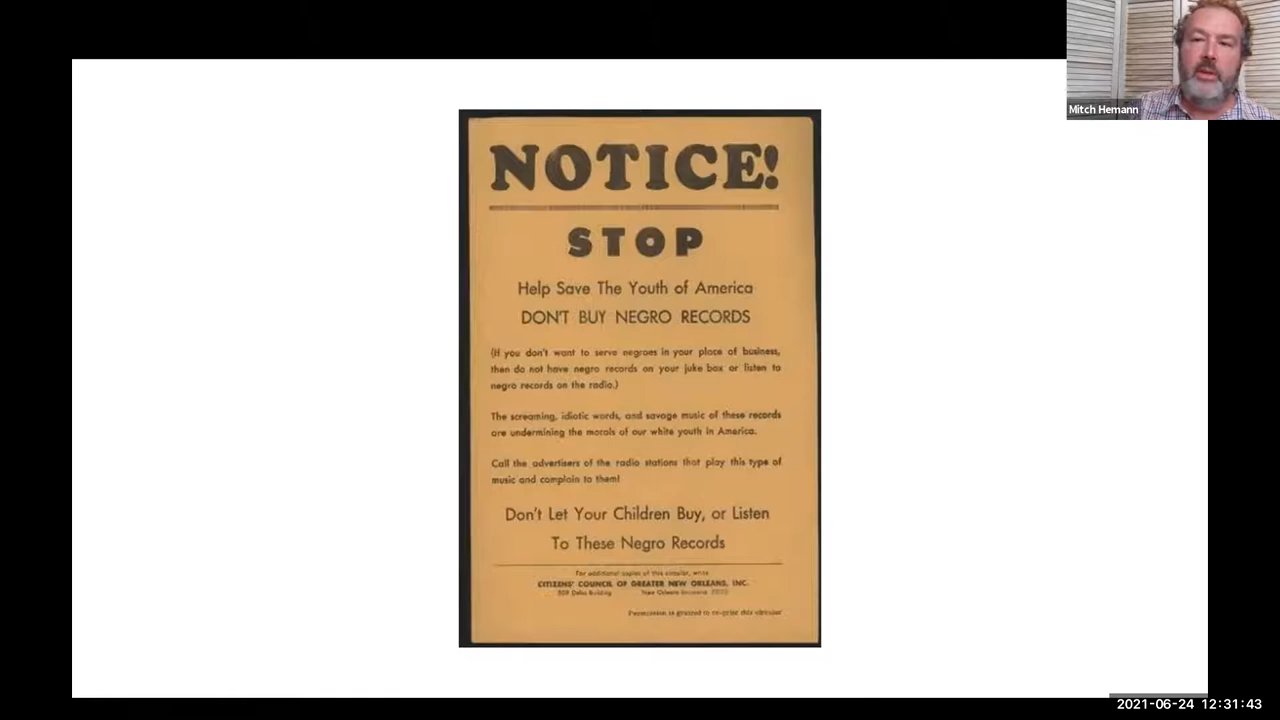 Mitch Hemann
NOTICE!
STOP
Help Save The Youth of America
DON'T BUY NEGRO RECORDS
(If you don't want to serve negroes in your place of business,
then do not have negro records on your juke box or listen to
negro records on the radio.)
The screaming, idiotic words, and savage music of these records
are undermining the morals of our white youth in America.
Call the advertisers of the radio stations that play this type of
music and complain to them!
Don't Let Your Children Buy, or Listen
To These Negro Records
For additional copies of this circular, write
CITIZENS' COUNCIL OF GREATER NEW ORLEANS, INC.
509 Delta Building New Orleans Louisiana
Permission is granted to re-print this circular
2021-06-24 12:31:43